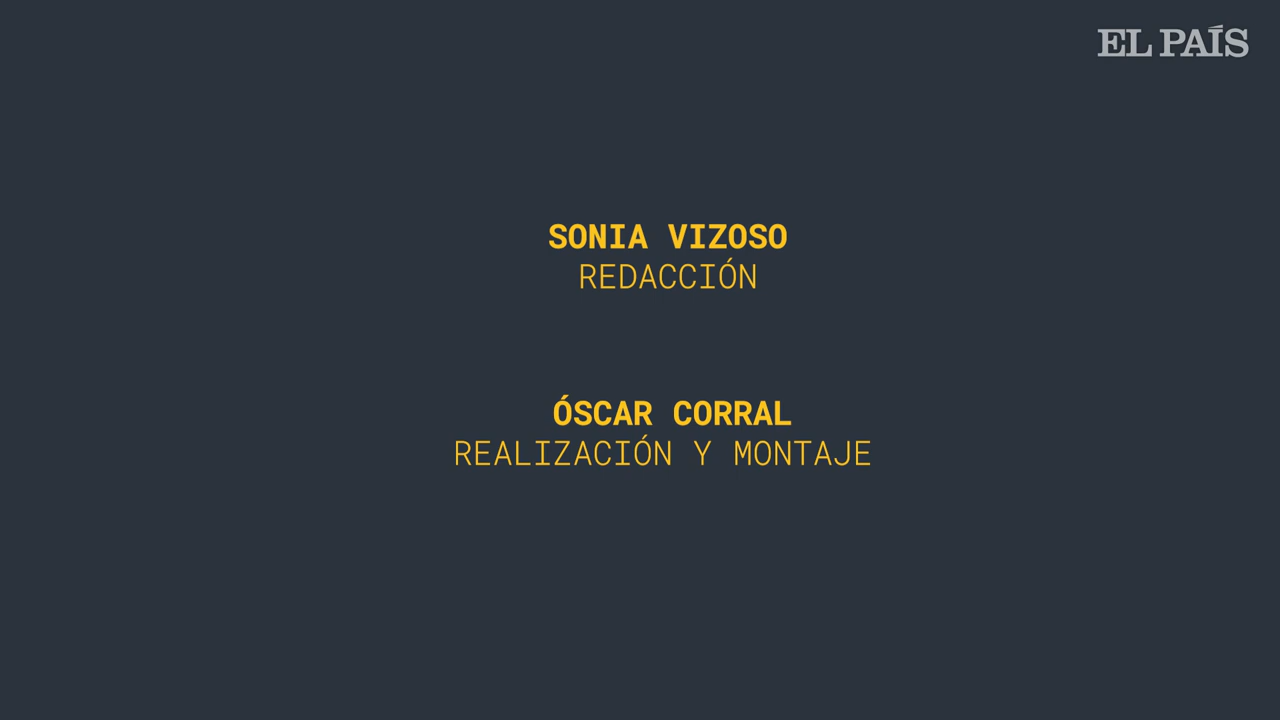 EL PAÍS
SONIA VIZOSO
REDACCIÓN
ÓSCAR CORRAL
REALIZACIÓN Y MONTAJE